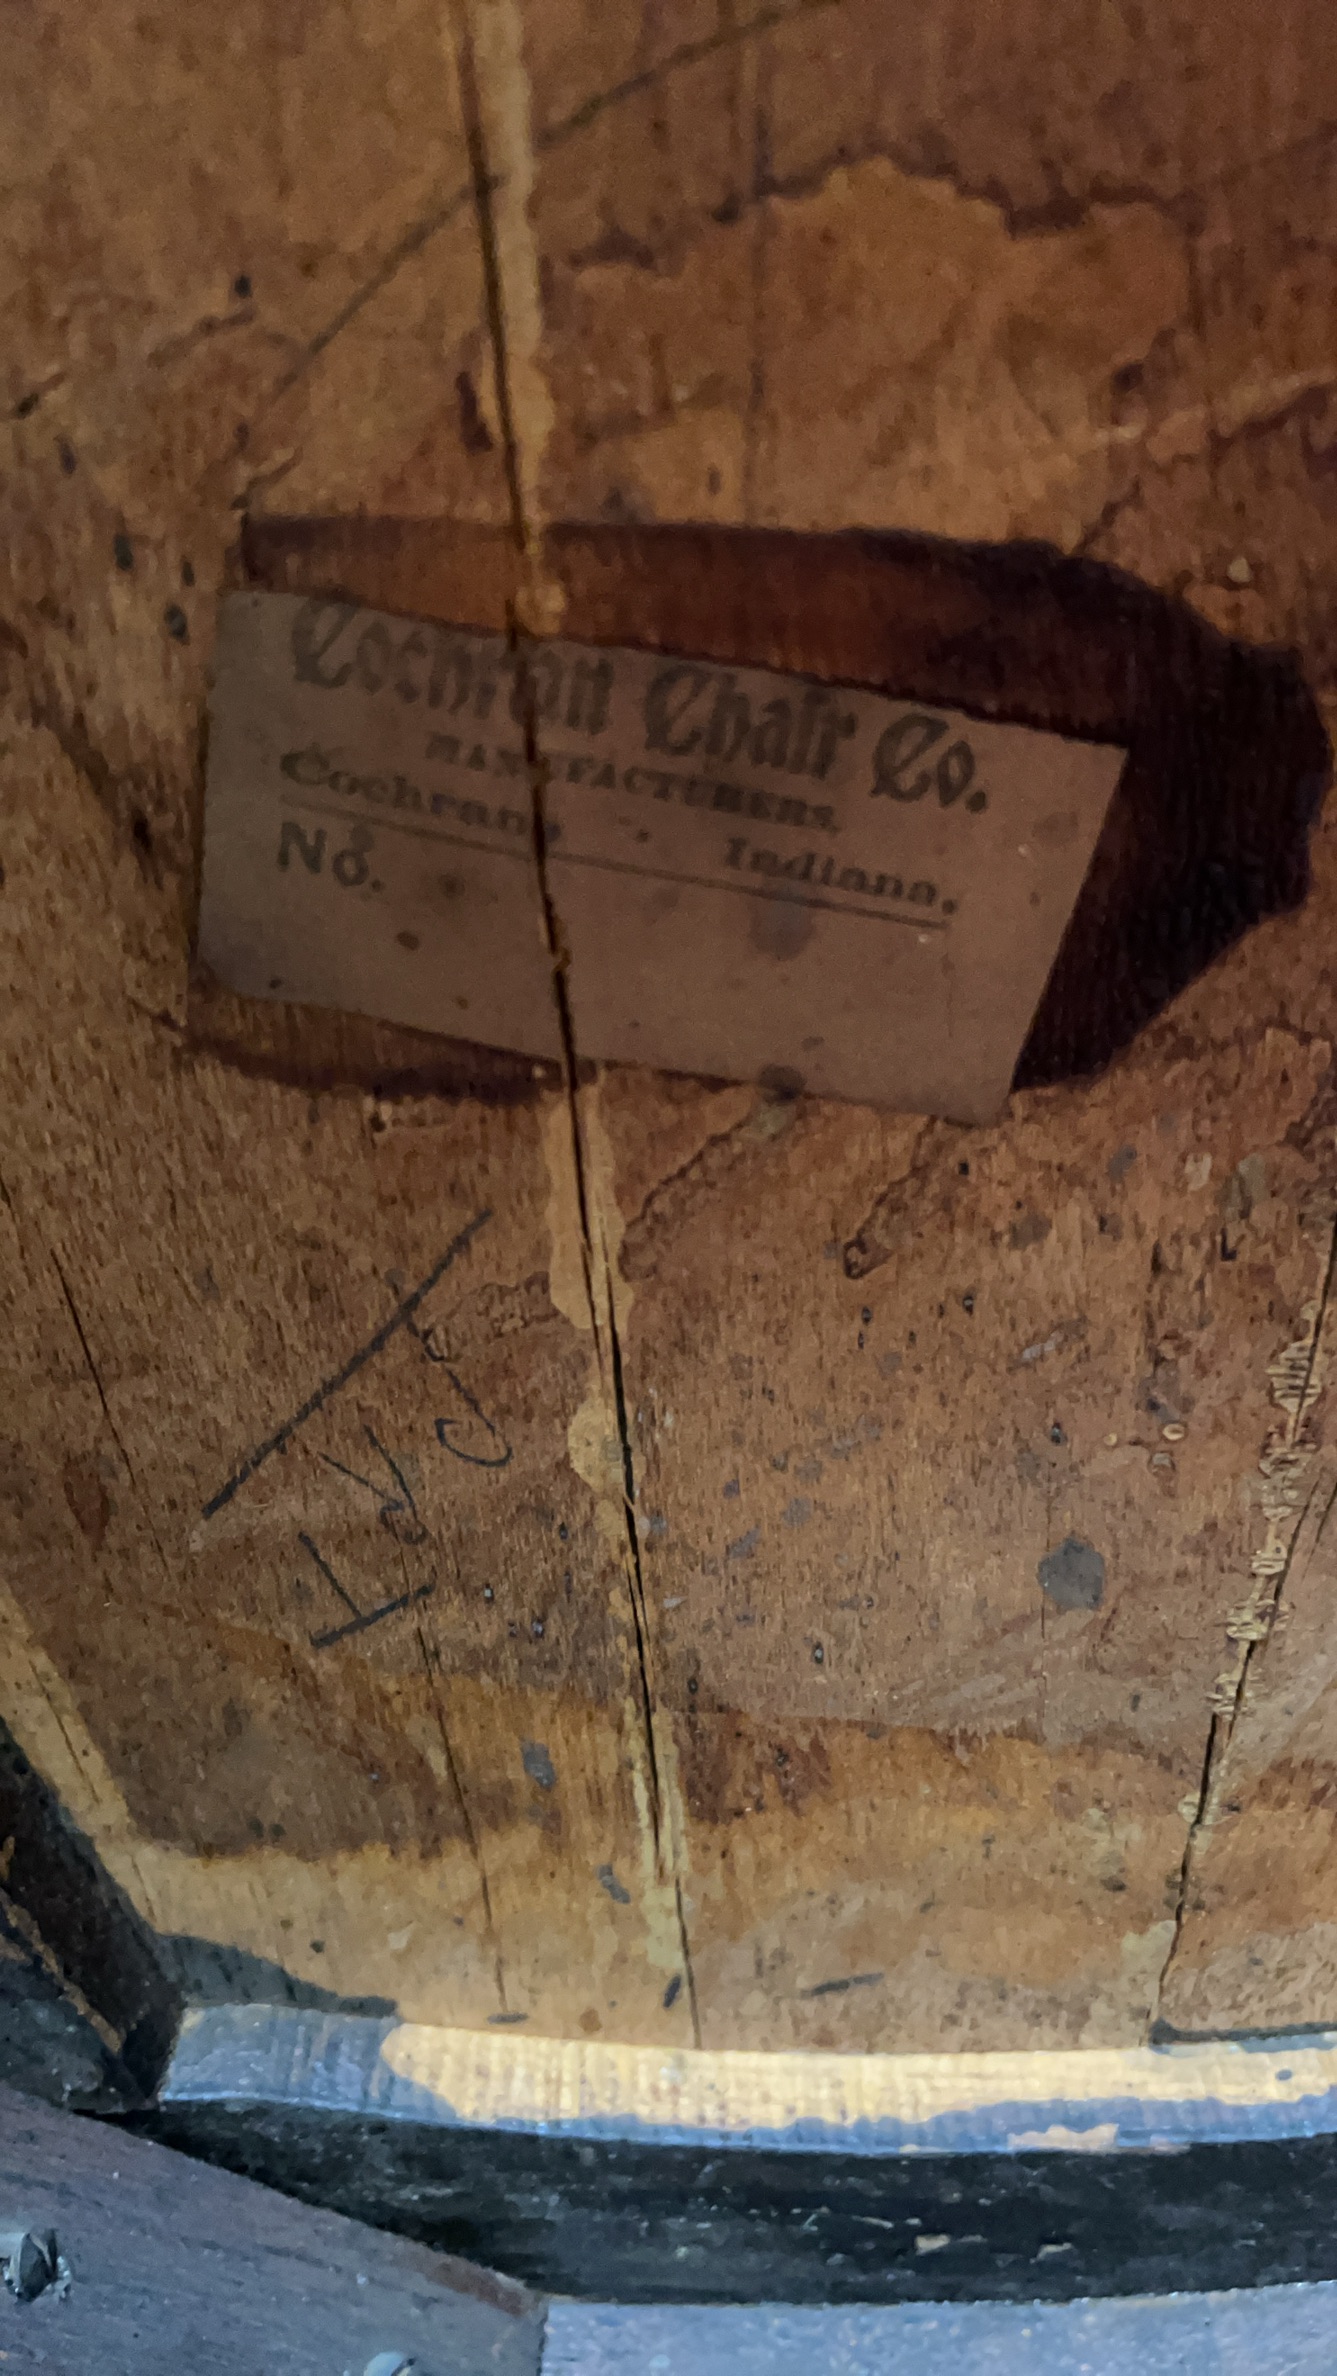 Cochran Chair Co.
MANUFACTURERS,
Cochran, - Indiana.
No.